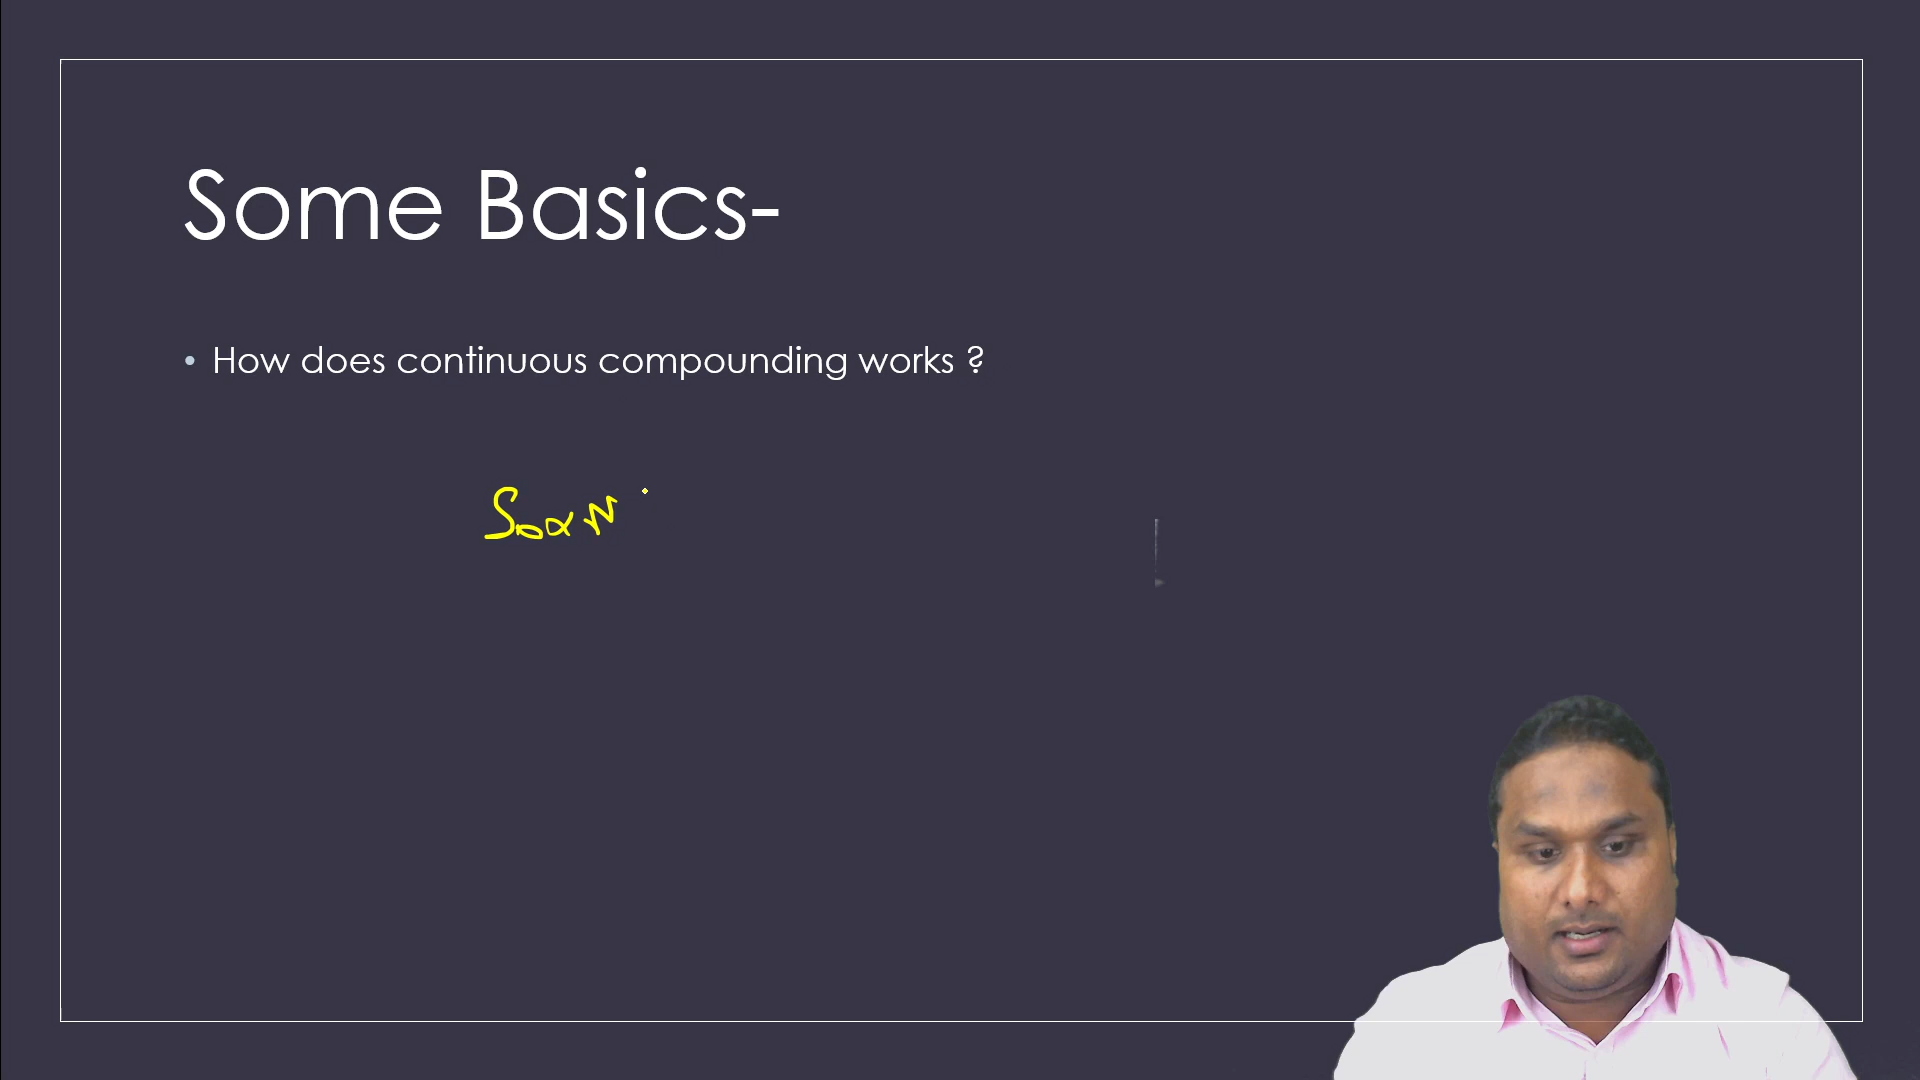 Some Basics-
• How does continuous compounding works ?